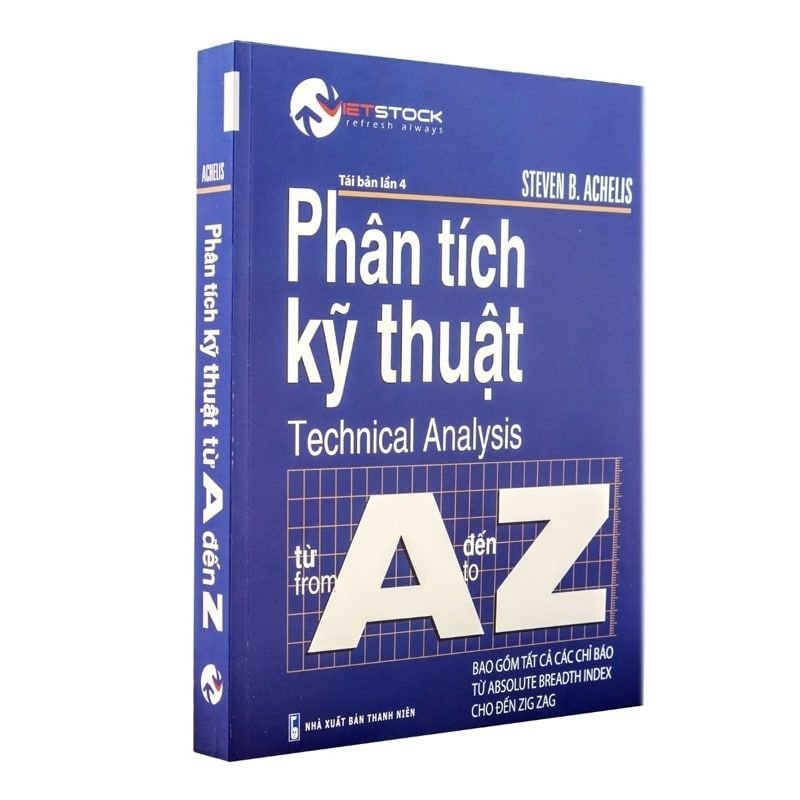 VIETSTOCK
refresh always
Tái bản lần 4
STEVEN B. ACHELIS
Phân tích
kỹ thuật
Technical Analysis
từ
from
A
đến
to
Z
BAO GỒM TẤT CẢ CÁC CHỈ BÁO
TỪ ABSOLUTE BREADTH INDEX
CHO ĐẾN ZIG ZAG
NHÀ XUẤT BẢN THANH NIÊN
ACHELIS
Phân tích kỹ thuật từ A đến Z